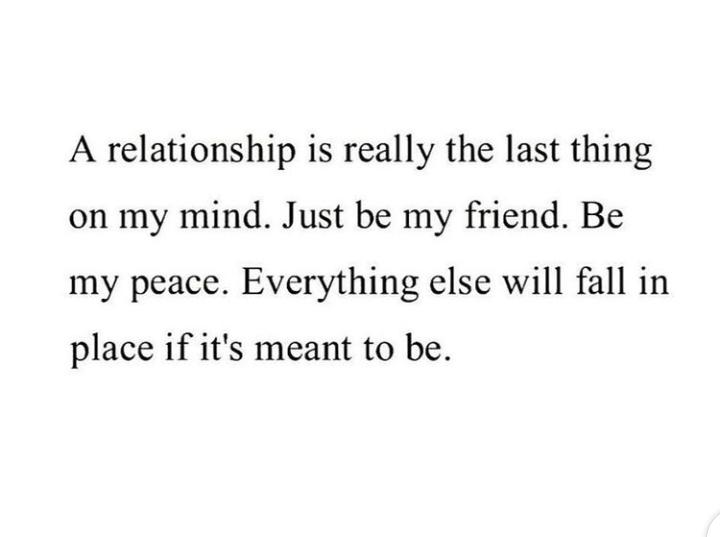 A relationship is really the last thing
on my mind. Just be my friend. Be
my peace. Everything else will fall in
place if it's meant to be.